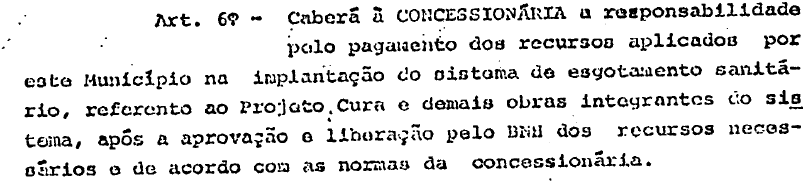 Art. 6º - Caberá à CONCESSIONÁRIA a responsabilidade
pelo pagamento dos recursos aplicados por
este Município na implantação do sistema de esgotamento sanitá-
rio, referente ao Projeto Cura e demais obras integrantes do sis
tema, após a aprovação e liberação pelo BNH dos recursos neces-
sários e de acordo com as normas da concessionária.